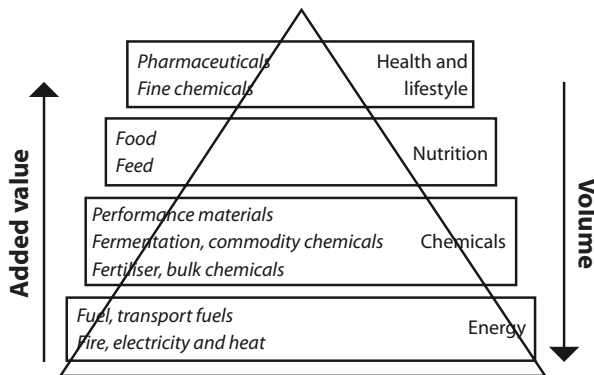 Pharmaceuticals
Fine chemicals
Health and
lifestyle
Food
Feed
Nutrition
Performance materials
Fermentation, commodity chemicals
Fertiliser, bulk chemicals
Chemicals
Fuel, transport fuels
Fire, electricity and heat
Energy
Added value
Volume